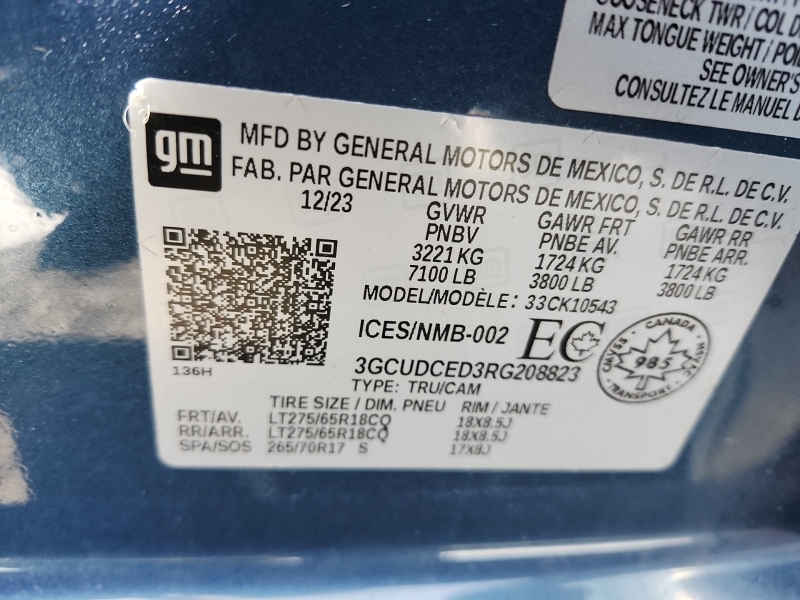 GOOSENECK TWR / COL D
MAX TONGUE WEIGHT / POI
SEE OWNER'S
CONSULTEZ LE MANUEL D
gm
MFD BY GENERAL MOTORS DE MEXICO, S. DE R.L. DE C.V.
FAB. PAR GENERAL MOTORS DE MEXICO, S. DE R.L. DE C.V.
12/23 GVWR GAWR FRT GAWR RR
PNBV PNBE AV. PNBE ARR.
3221 KG 1724 KG 1724 KG
7100 LB 3800 LB 3800 LB
MODEL/MODÈLE: 33CK10543
ICES/NMB-002 EC
CANADA
CMVSS · NSVAC
985
TRANSPORT
136H
3GCUDCED3RG208823
TYPE: TRU/CAM
TIRE SIZE / DIM. PNEU RIM / JANTE
FRT/AV. LT275/65R18CQ 18X8.5J
RR/ARR. LT275/65R18CQ 18X8.5J
SPA/SOS 265/70R17 S 17X8J